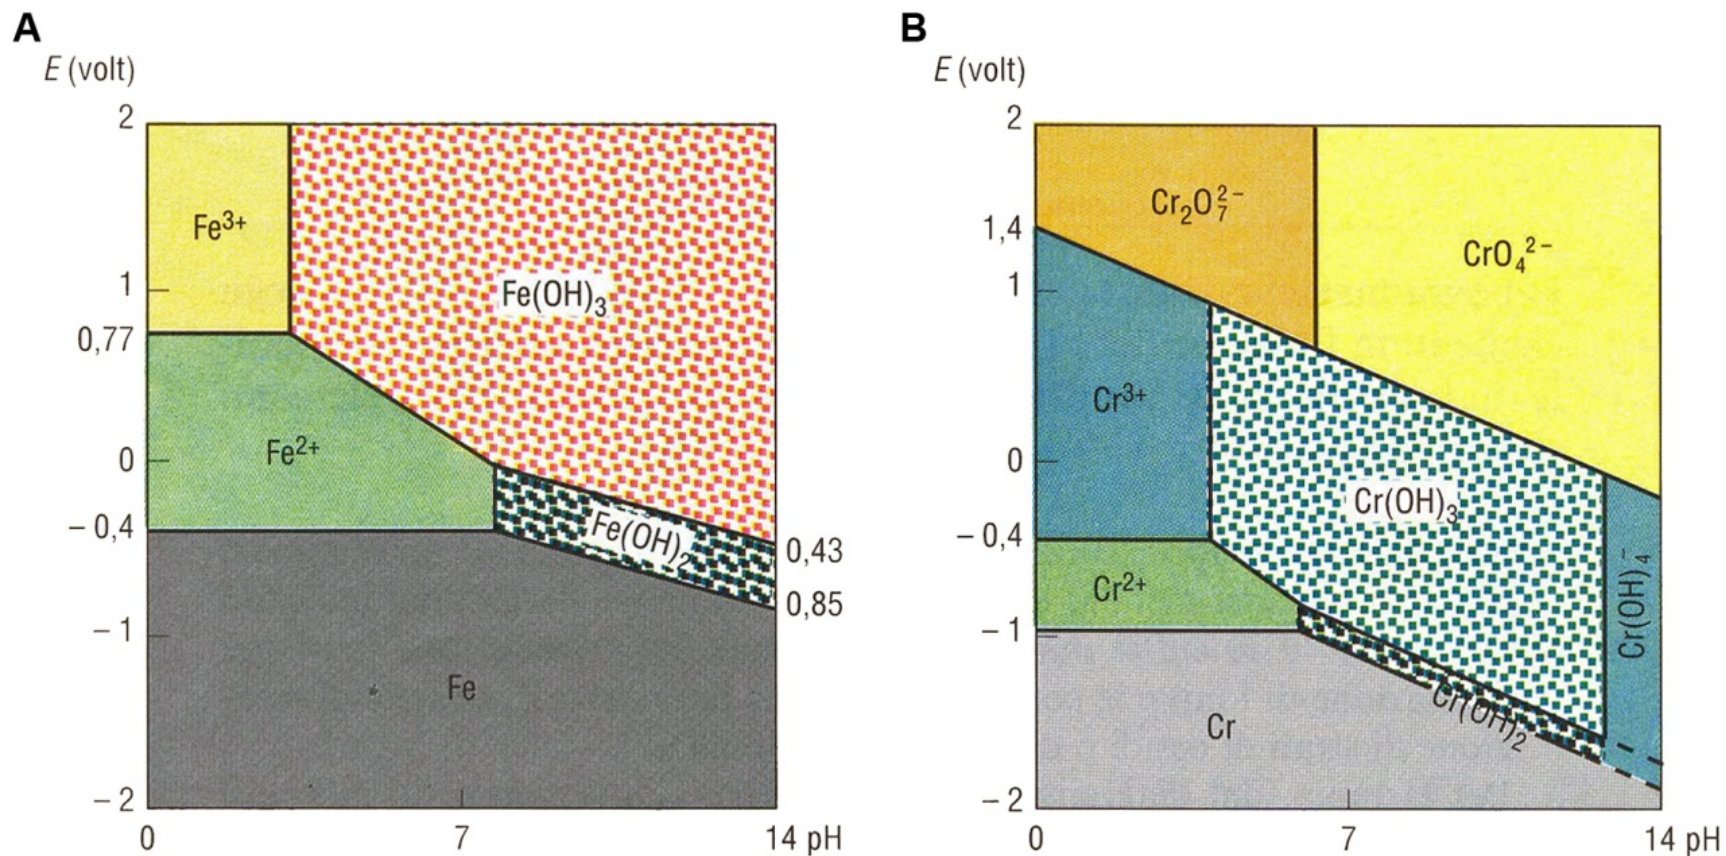 A
E (volt)
2
1
0,77
0
– 0,4
– 1
– 2
Fe³⁺
Fe(OH)₃
Fe²⁺
Fe(OH)₂
Fe
0,43
0,85
0
7
14 pH
B
E (volt)
2
1,4
1
0
– 0,4
– 1
– 2
Cr₂O₇²⁻
CrO₄²⁻
Cr³⁺
Cr(OH)₃
Cr²⁺
Cr(OH)₄⁻
Cr(OH)₂
Cr
0
7
14 pH